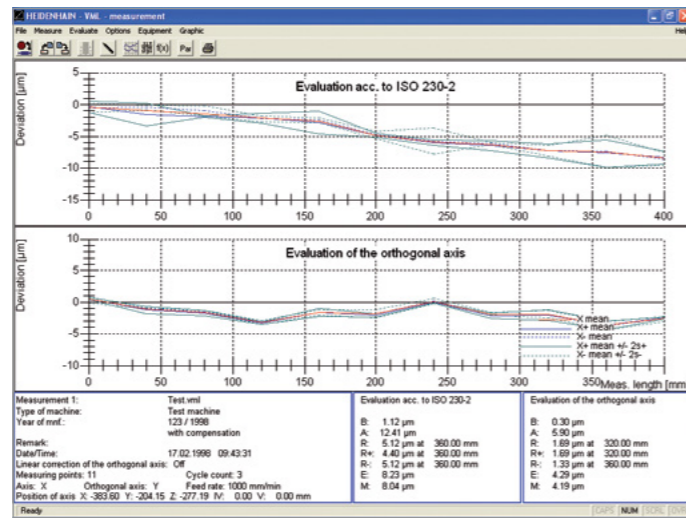 HEIDENHAIN - VML - measurement
File Measure Evaluate Options Equipment Graphic Help
f(x) Par
Evaluation acc. to ISO 230-2
Deviation [µm]
5
0
-5
-10
-15
0 50 100 150 200 250 300 350 400
Evaluation of the orthogonal axis
Deviation [µm]
10
5
0
-5
-10
X mean
X+ mean
X- mean
X+ mean +/- 2s+
X- mean +/- 2s-
0 50 100 150 200 250 300 350 Meas. length [mm]
Measurement 1: Test.vml
Type of machine: Test machine
Year of mnf.: 123 / 1998
with compensation
Remark:
Date/Time: 17.02.1998 09:43:31
Linear correction of the orthogonal axis: Off
Measuring points: 11 Cycle count: 3
Axis: X Orthogonal axis: Y Feed rate: 1000 mm/min
Position of axis X: -383.60 Y: -204.15 Z: -277.19 IV: 0.00 V: 0.00 mm
Evaluation acc. to ISO 230-2
B: 1.12 µm
A: 12.41 µm
R: 5.12 µm at 360.00 mm
R+: 4.40 µm at 360.00 mm
R-: 5.12 µm at 360.00 mm
E: 8.23 µm
M: 8.04 µm
Evaluation of the orthogonal axis
B: 0.30 µm
A: 5.90 µm
R: 1.69 µm at 320.00 mm
R+: 1.69 µm at 320.00 mm
R-: 1.33 µm at 360.00 mm
E: 4.29 µm
M: 4.19 µm
Ready CAPS NUM SCRL OVR